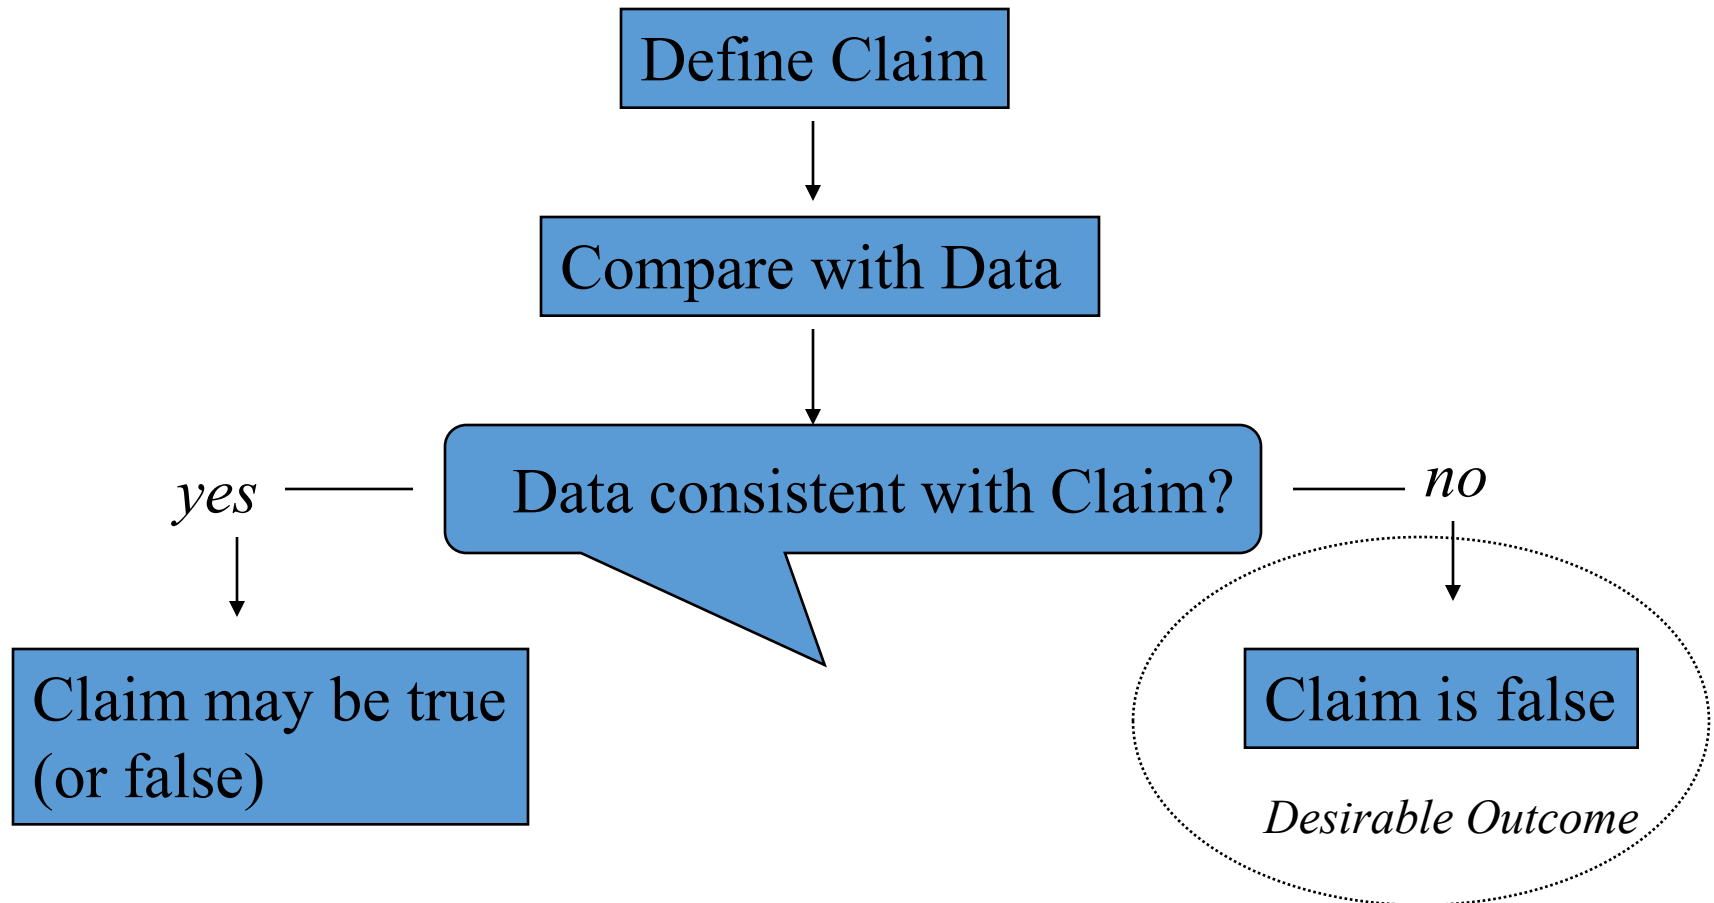 Define Claim
Compare with Data
Data consistent with Claim?
yes
no
Claim may be true
(or false)
Claim is false
Desirable Outcome